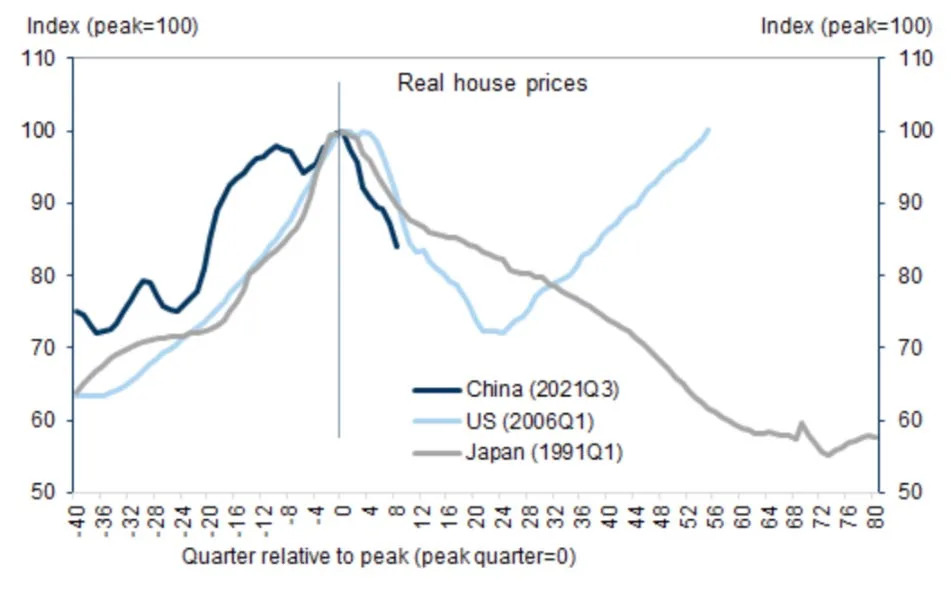 Index (peak=100) Index (peak=100)
110 110
Real house prices
100 100
90 90
80 80
70 70
China (2021Q3)
60 US (2006Q1) 60
Japan (1991Q1)
50 50
-40 -36 -32 -28 -24 -20 -16 -12 -8 -4 0 4 8 12 16 20 24 28 32 36 40 44 48 52 56 60 64 68 72 76 80
Quarter relative to peak (peak quarter=0)